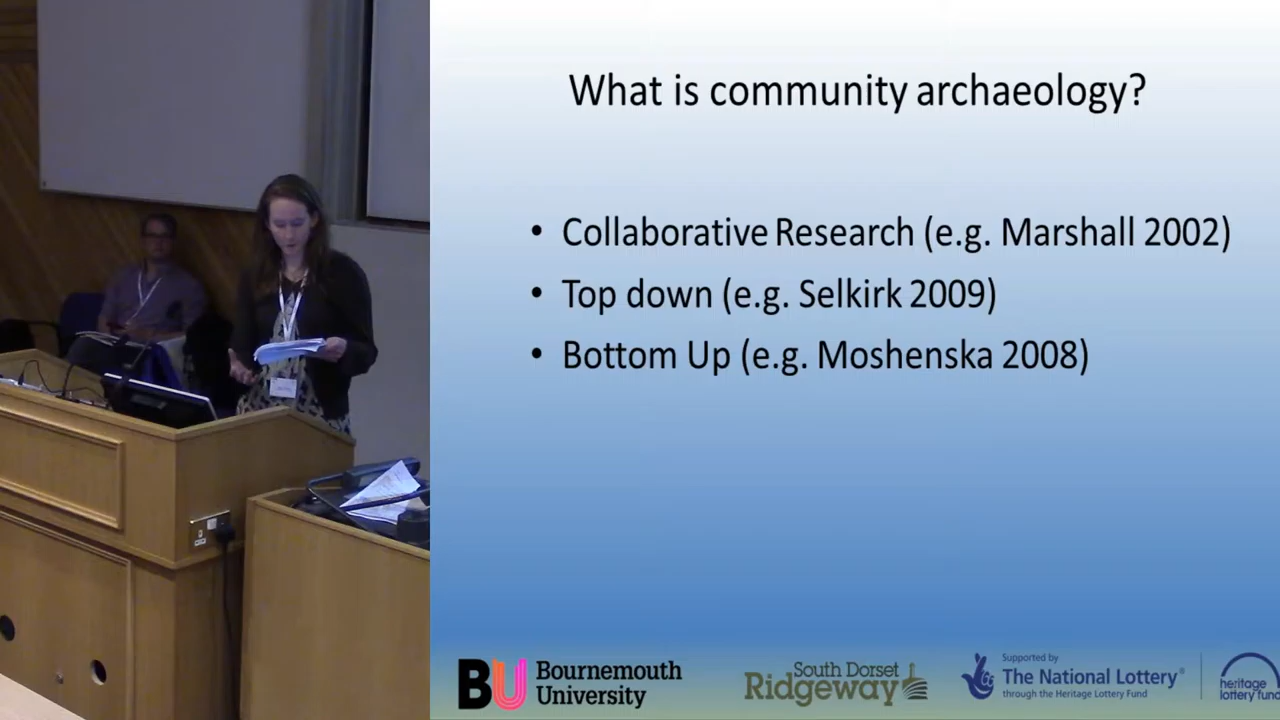 What is community archaeology?
• Collaborative Research (e.g. Marshall 2002)
• Top down (e.g. Selkirk 2009)
• Bottom Up (e.g. Moshenska 2008)
BU Bournemouth
University
South Dorset
Ridgeway
Supported by
The National Lottery®
through the Heritage Lottery Fund
heritage
lottery fund